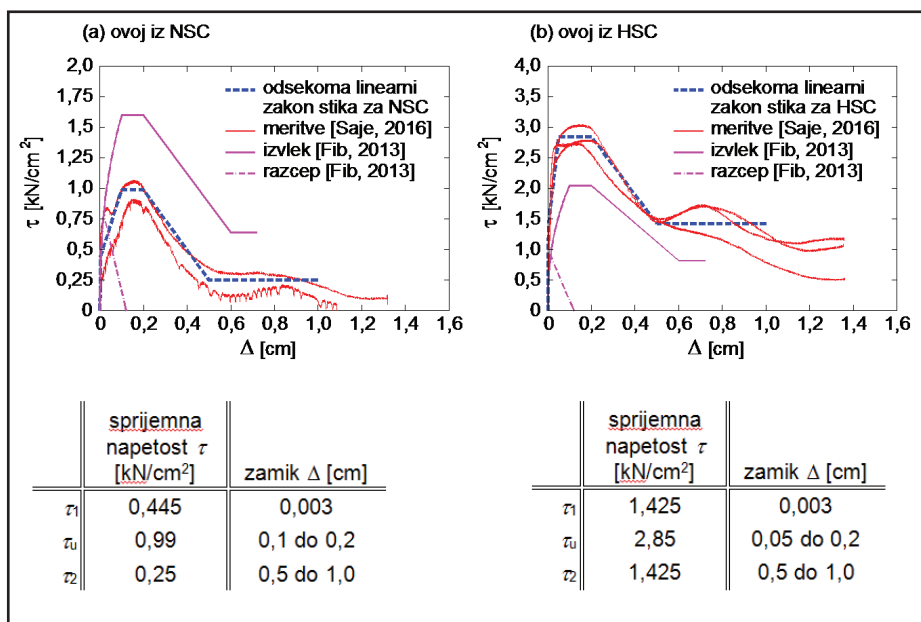 (a) ovoj iz NSC
2,0
1,75
1,5
1,25
1,0
0,75
0,5
0,25
0
τ [kN/cm²]
odsekoma linearni
zakon stika za NSC
meritve [Saje, 2016]
izvlek [Fib, 2013]
razcep [Fib, 2013]
0 0,2 0,4 0,6 0,8 1,0 1,2 1,4 1,6
Δ [cm]
(b) ovoj iz HSC
4,0
3,5
3,0
2,5
2,0
1,5
1,0
0,5
0
τ [kN/cm²]
odsekoma linearni
zakon stika za HSC
meritve [Saje, 2016]
izvlek [Fib, 2013]
razcep [Fib, 2013]
0 0,2 0,4 0,6 0,8 1,0 1,2 1,4 1,6
Δ [cm]
sprijemna
napetost τ
[kN/cm²] zamik Δ [cm]
τ₁ 0,445 0,003
τᵤ 0,99 0,1 do 0,2
τ₂ 0,25 0,5 do 1,0
sprijemna
napetost τ
[kN/cm²] zamik Δ [cm]
τ₁ 1,425 0,003
τᵤ 2,85 0,05 do 0,2
τ₂ 1,425 0,5 do 1,0